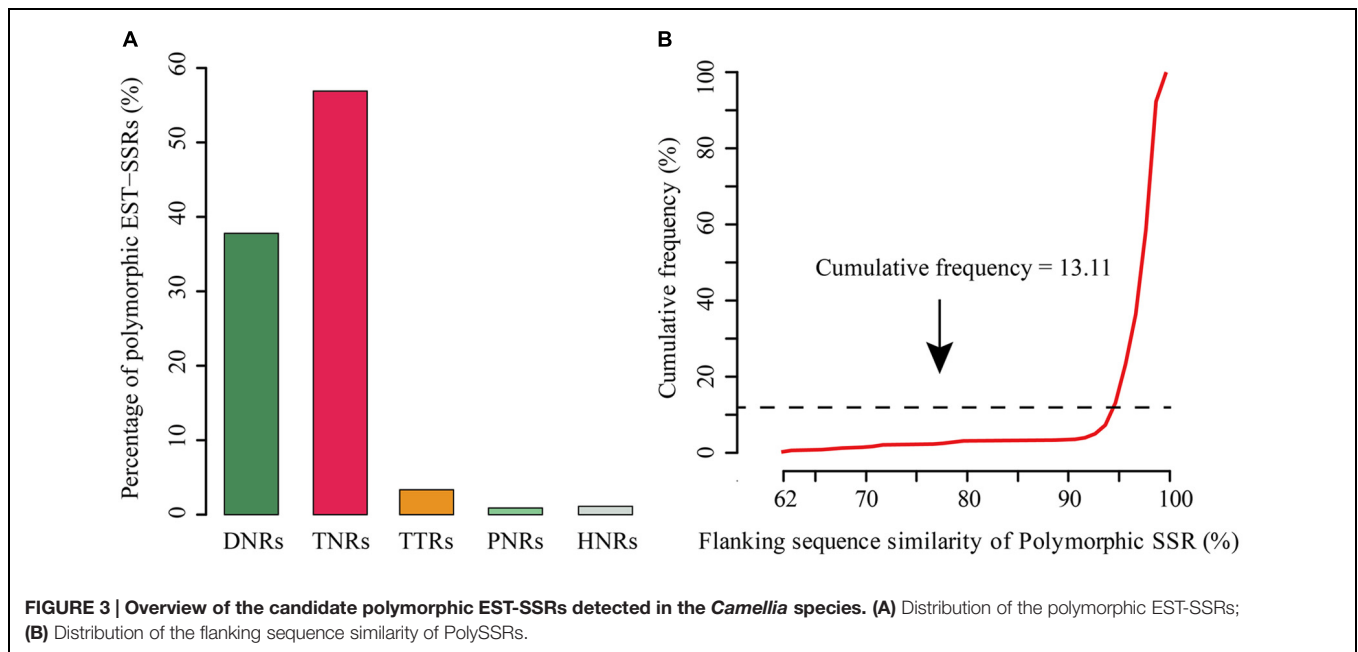 A
Percentage of polymorphic EST−SSRs (%)
60
50
40
30
20
10
0
DNRs TNRs TTRs PNRs HNRs
B
Cumulative frequency (%)
100
80
60
40
20
0
Cumulative frequency = 13.11
62 70 80 90 100
Flanking sequence similarity of Polymorphic SSR (%)
FIGURE 3 | Overview of the candidate polymorphic EST-SSRs detected in the Camellia species. (A) Distribution of the polymorphic EST-SSRs;
(B) Distribution of the flanking sequence similarity of PolySSRs.